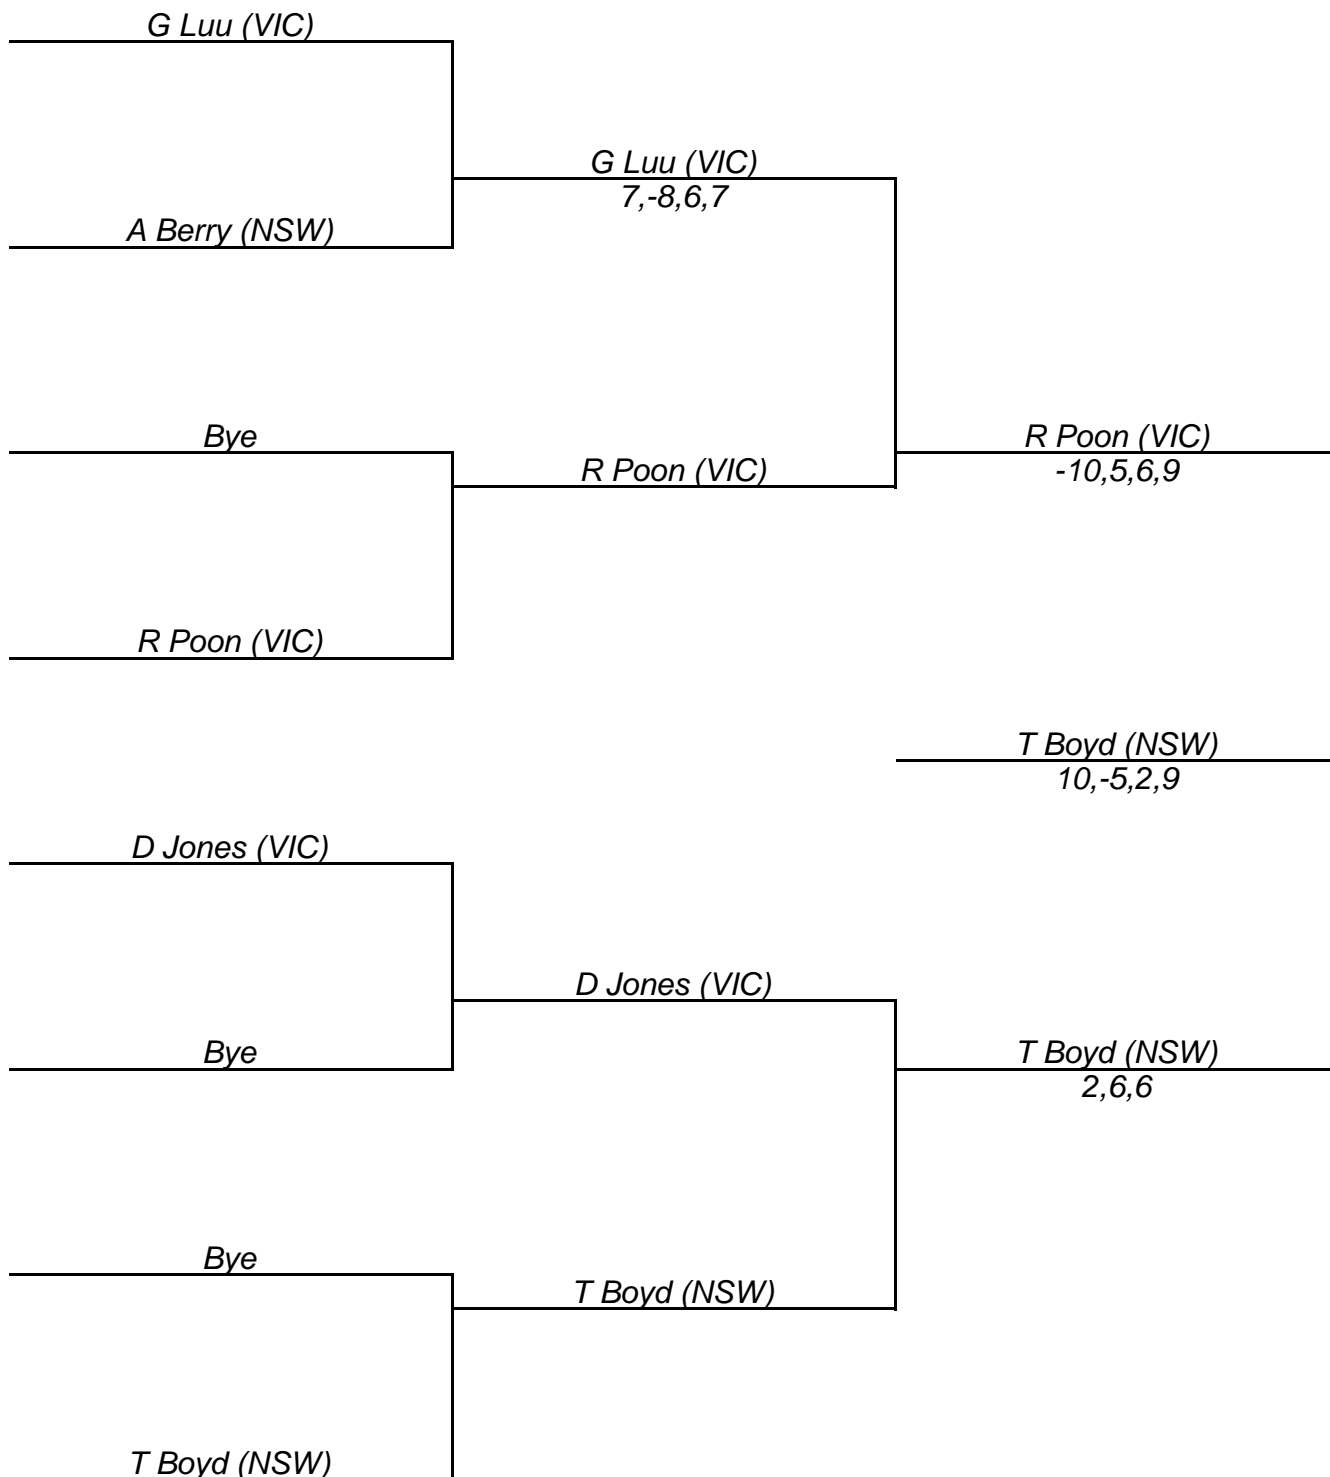 G Luu (VIC)
G Luu (VIC)
7,-8,6,7
A Berry (NSW)
Bye
R Poon (VIC)
-10,5,6,9
R Poon (VIC)
R Poon (VIC)
T Boyd (NSW)
10,-5,2,9
D Jones (VIC)
D Jones (VIC)
Bye
T Boyd (NSW)
2,6,6
Bye
T Boyd (NSW)
T Boyd (NSW)